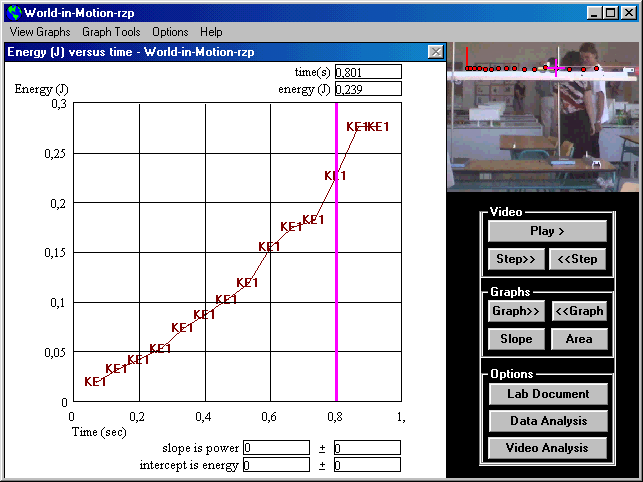 World-in-Motion-rzp
View Graphs Graph Tools Options Help
Energy (J) versus time - World-in-Motion-rzp
time(s) 0,801
Energy (J) energy (J) 0,239
0,3
KE1 KE1
0,25
0,2
KE1
KE1
KE1
0,15
KE1
KE1
0,1
KE1
KE1
KE1
0,05
KE1
KE1
KE1
KE1
0
0 0,2 0,4 0,6 0,8 1,
Time (sec)
slope is power 0 ± 0
intercept is energy 0 ± 0
Video
Play >
Step>> <<Step
Graphs
Graph>> <<Graph
Slope Area
Options
Lab Document
Data Analysis
Video Analysis